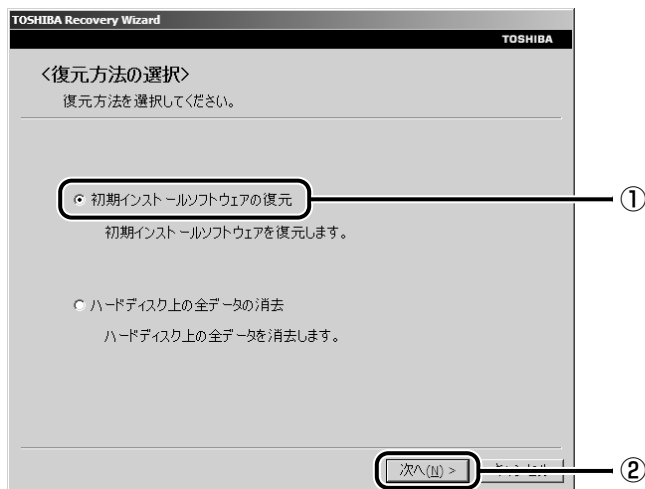 TOSHIBA Recovery Wizard
TOSHIBA
<復元方法の選択>
復元方法を選択してください。
初期インストールソフトウェアの復元
①
初期インストールソフトウェアを復元します。
ハードディスク上の全データの消去
ハードディスク上の全データを消去します。
次へ(N) >
②